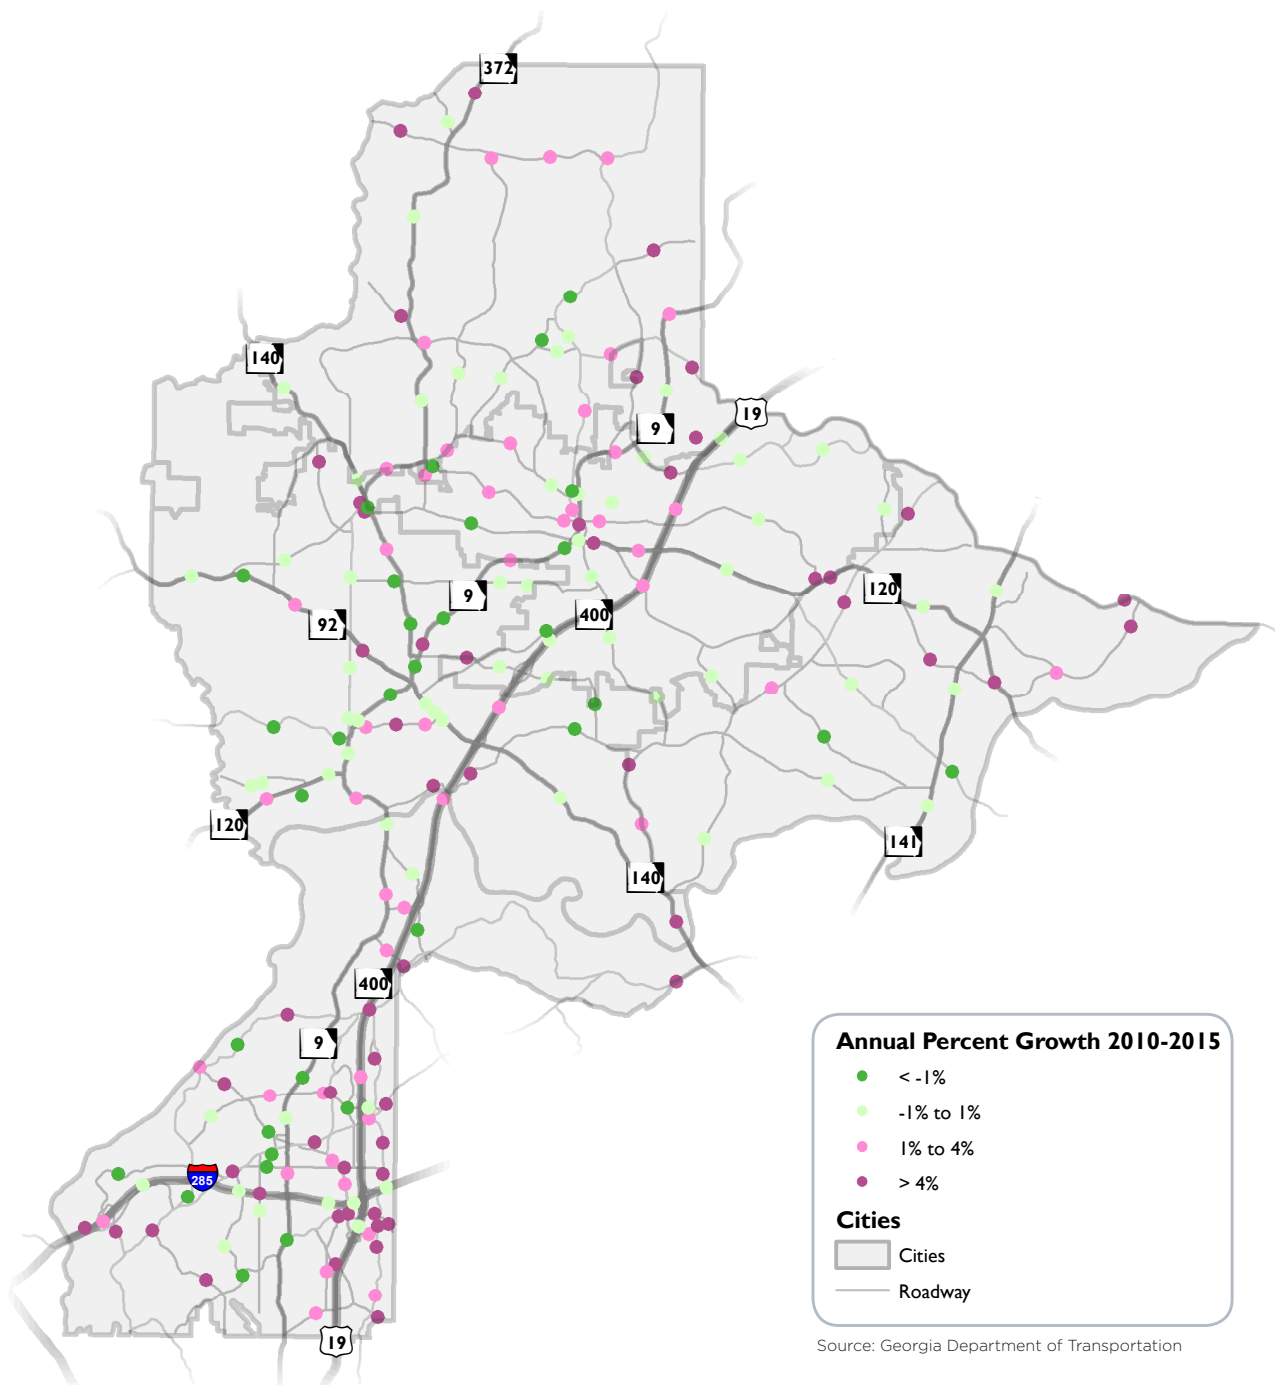 372
140
19
9
9
120
400
92
120
141
140
400
9
285
19
Annual Percent Growth 2010-2015
< -1%
-1% to 1%
1% to 4%
> 4%
Cities
Cities
Roadway
Source: Georgia Department of Transportation